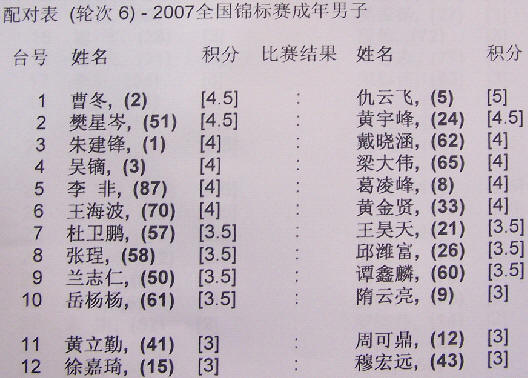 配对表 (轮次 6) - 2007全国锦标赛成年男子
台号 姓名 积分 比赛结果 姓名 积分
1 曹冬, (2) [4.5] : 仇云飞, (5) [5]
2 樊星岑, (51) [4.5] : 黄宇峰, (24) [4.5]
3 朱建锋, (1) [4] : 戴晓涵, (62) [4]
4 吴镝, (3) [4] : 梁大伟, (65) [4]
5 李 非, (87) [4] : 葛凌峰, (8) [4]
6 王海波, (70) [4] : 黄金贤, (33) [4]
7 杜卫鹏, (57) [3.5] : 王昊天, (21) [3.5]
8 张珵, (58) [3.5] : 邱潍富, (26) [3.5]
9 兰志仁, (50) [3.5] : 谭鑫麟, (60) [3.5]
10 岳杨杨, (61) [3.5] : 隋云亮, (9) [3]
11 黄立勤, (41) [3] : 周可鼎, (12) [3]
12 徐嘉琦, (15) [3] : 穆宏远, (43) [3]